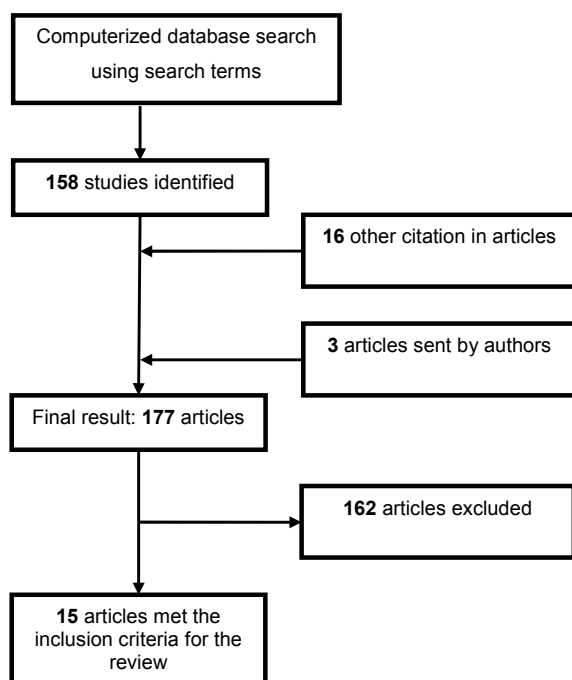 Computerized database search
using search terms
158 studies identified
16 other citation in articles
3 articles sent by authors
Final result: 177 articles
162 articles excluded
15 articles met the
inclusion criteria for the
review